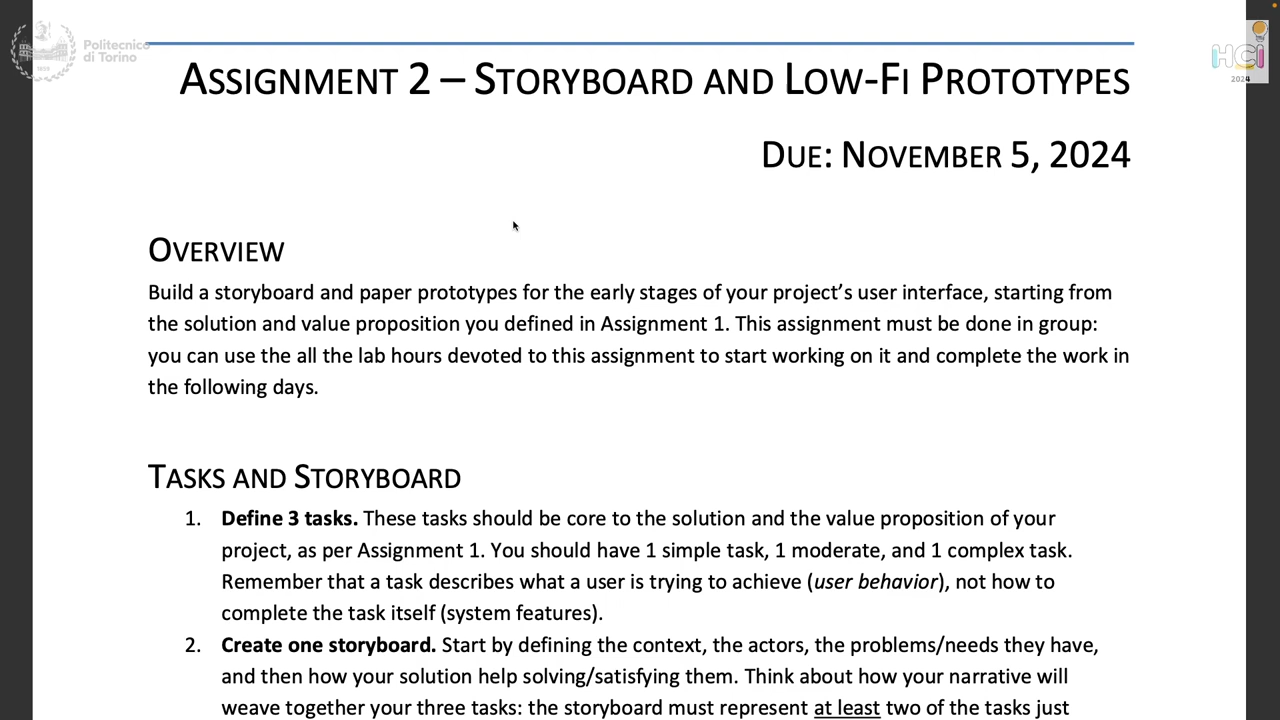 Politecnico
di Torino
1859
HCI
2024
ASSIGNMENT 2 – STORYBOARD AND LOW-FI PROTOTYPES
DUE: NOVEMBER 5, 2024
OVERVIEW
Build a storyboard and paper prototypes for the early stages of your project’s user interface, starting from
the solution and value proposition you defined in Assignment 1. This assignment must be done in group:
you can use the all the lab hours devoted to this assignment to start working on it and complete the work in
the following days.
TASKS AND STORYBOARD
1. Define 3 tasks. These tasks should be core to the solution and the value proposition of your
project, as per Assignment 1. You should have 1 simple task, 1 moderate, and 1 complex task.
Remember that a task describes what a user is trying to achieve (user behavior), not how to
complete the task itself (system features).
2. Create one storyboard. Start by defining the context, the actors, the problems/needs they have,
and then how your solution help solving/satisfying them. Think about how your narrative will
weave together your three tasks: the storyboard must represent at least two of the tasks just